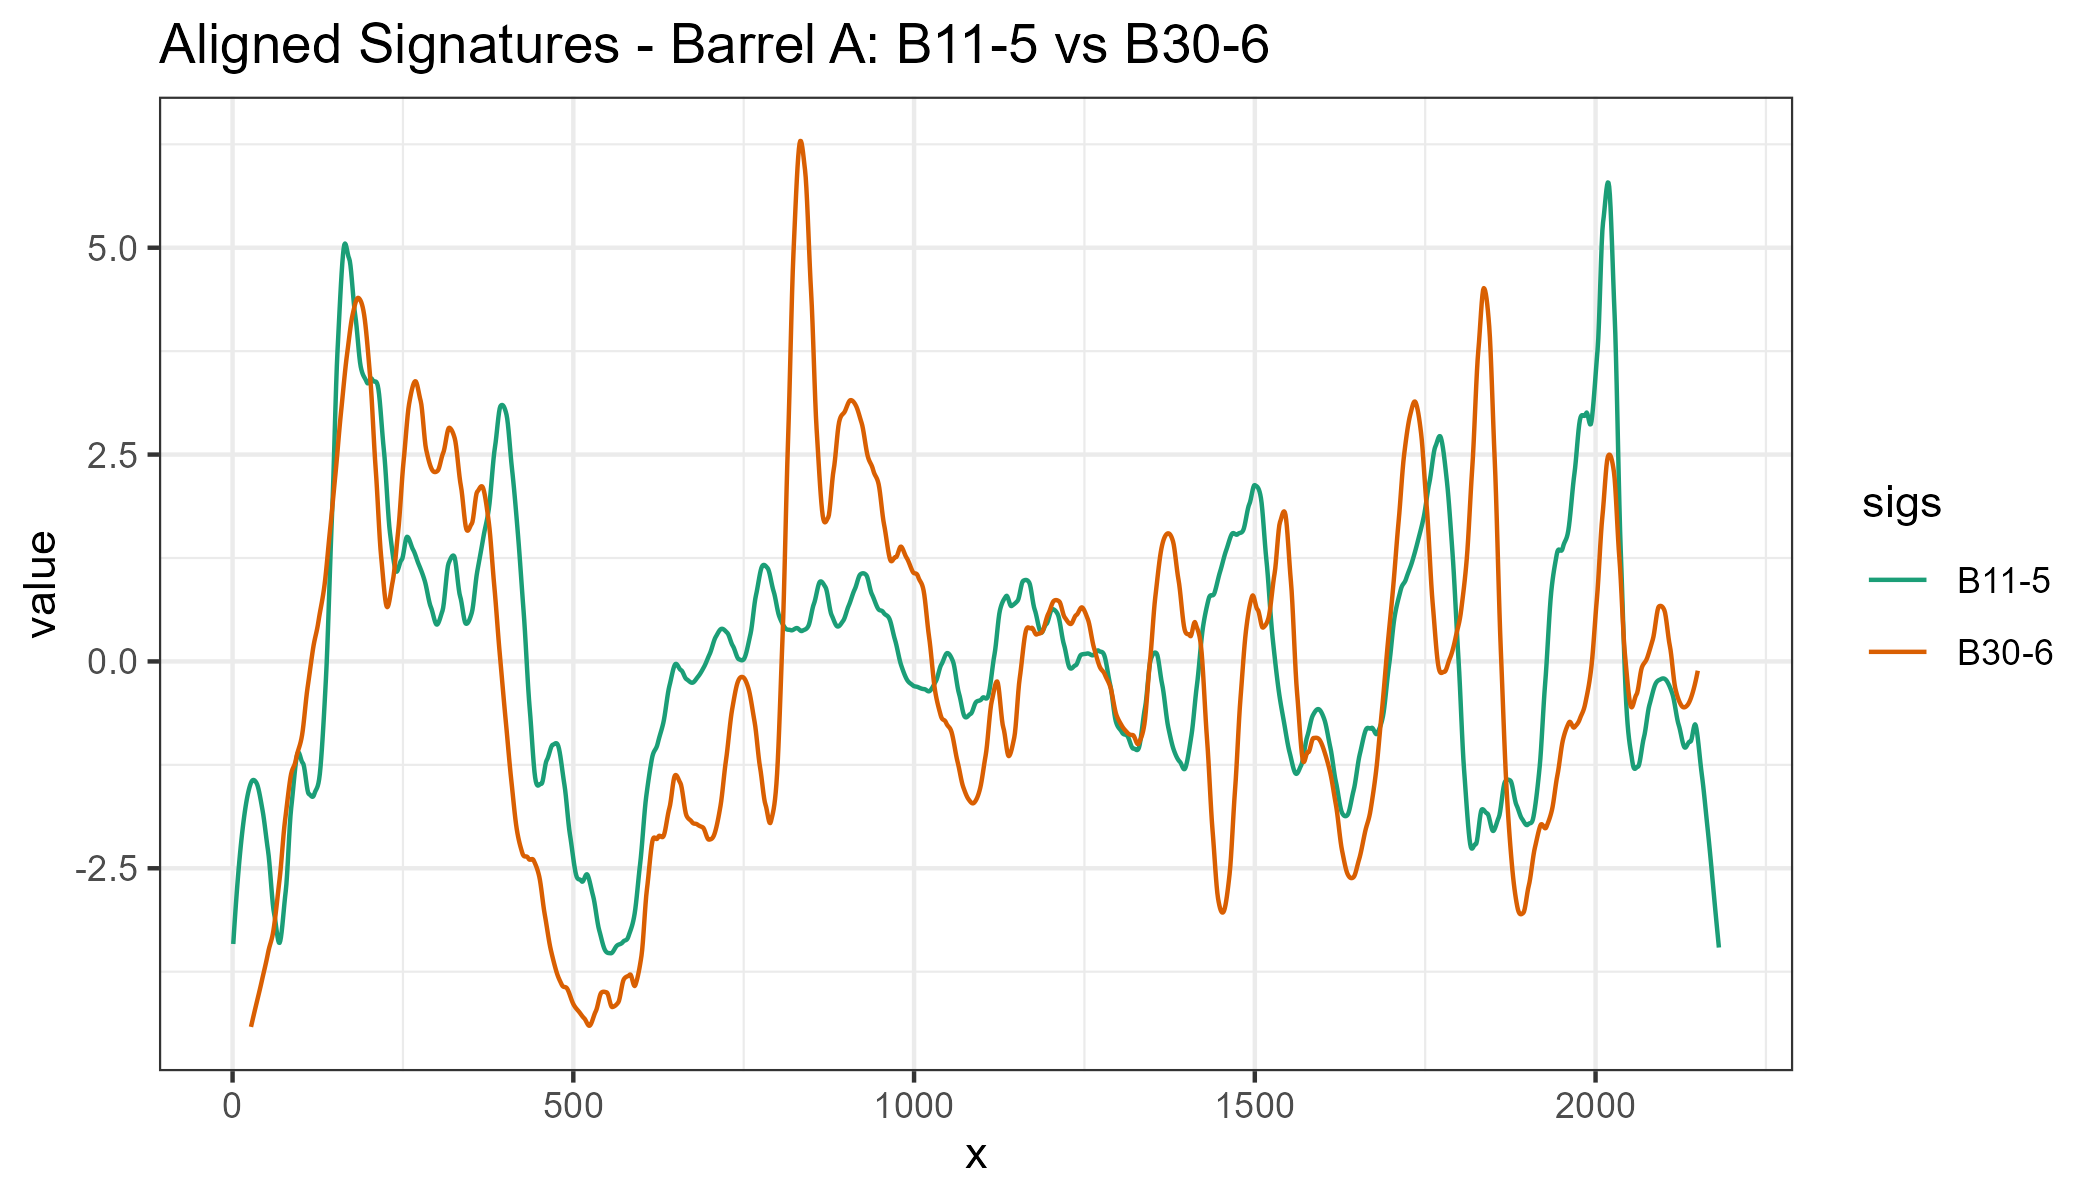 Aligned Signatures - Barrel A: B11-5 vs B30-6
value
5.0
2.5
0.0
-2.5
0 500 1000 1500 2000
x
sigs
B11-5
B30-6